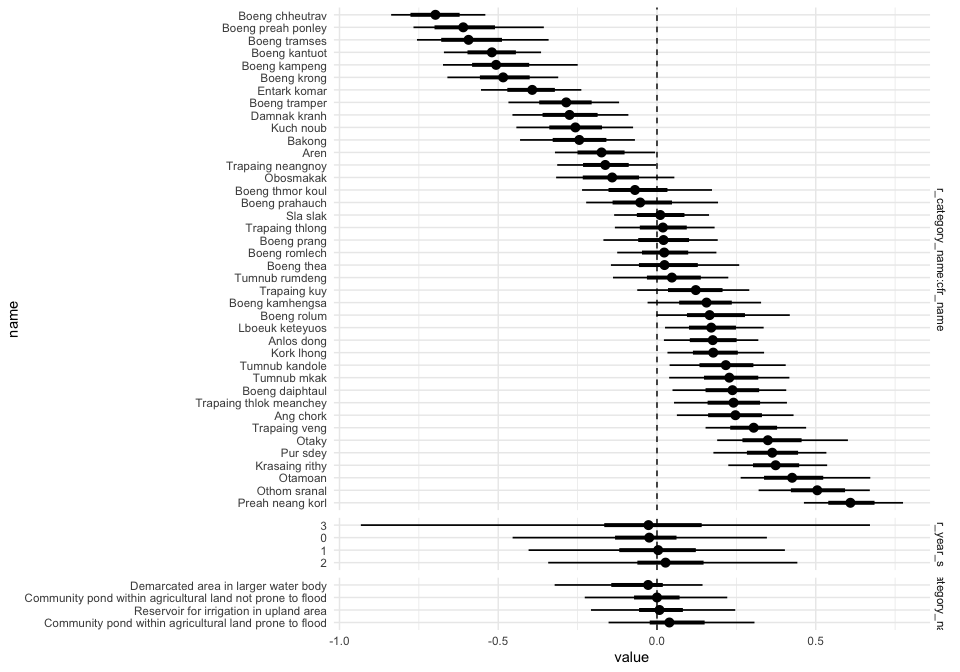 Boeng chheutrav
Boeng preah ponley
Boeng tramses
Boeng kantuot
Boeng kampeng
Boeng krong
Entark komar
Boeng tramper
Damnak kranh
Kuch noub
Bakong
Aren
Trapaing neangnoy
Obosmakak
Boeng thmor koul
Boeng prahauch
Sla slak
Trapaing thlong
Boeng prang
Boeng romlech
Boeng thea
Tumnub rumdeng
Trapaing kuy
Boeng kamhengsa
Boeng rolum
Lboeuk keteyuos
Anlos dong
Kork lhong
Tumnub kandole
Tumnub mkak
Boeng daiphtaul
Trapaing thlok meanchey
Ang chork
Trapaing veng
Otaky
Pur sdey
Krasaing rithy
Otamoan
Othom sranal
Preah neang korl
r_category_name:cfr_name
name
3
0
1
2
r_year_s
Demarcated area in larger water body
Community pond within agricultural land not prone to flood
Reservoir for irrigation in upland area
Community pond within agricultural land prone to flood
ategory_na
-1.0 -0.5 0.0 0.5
value